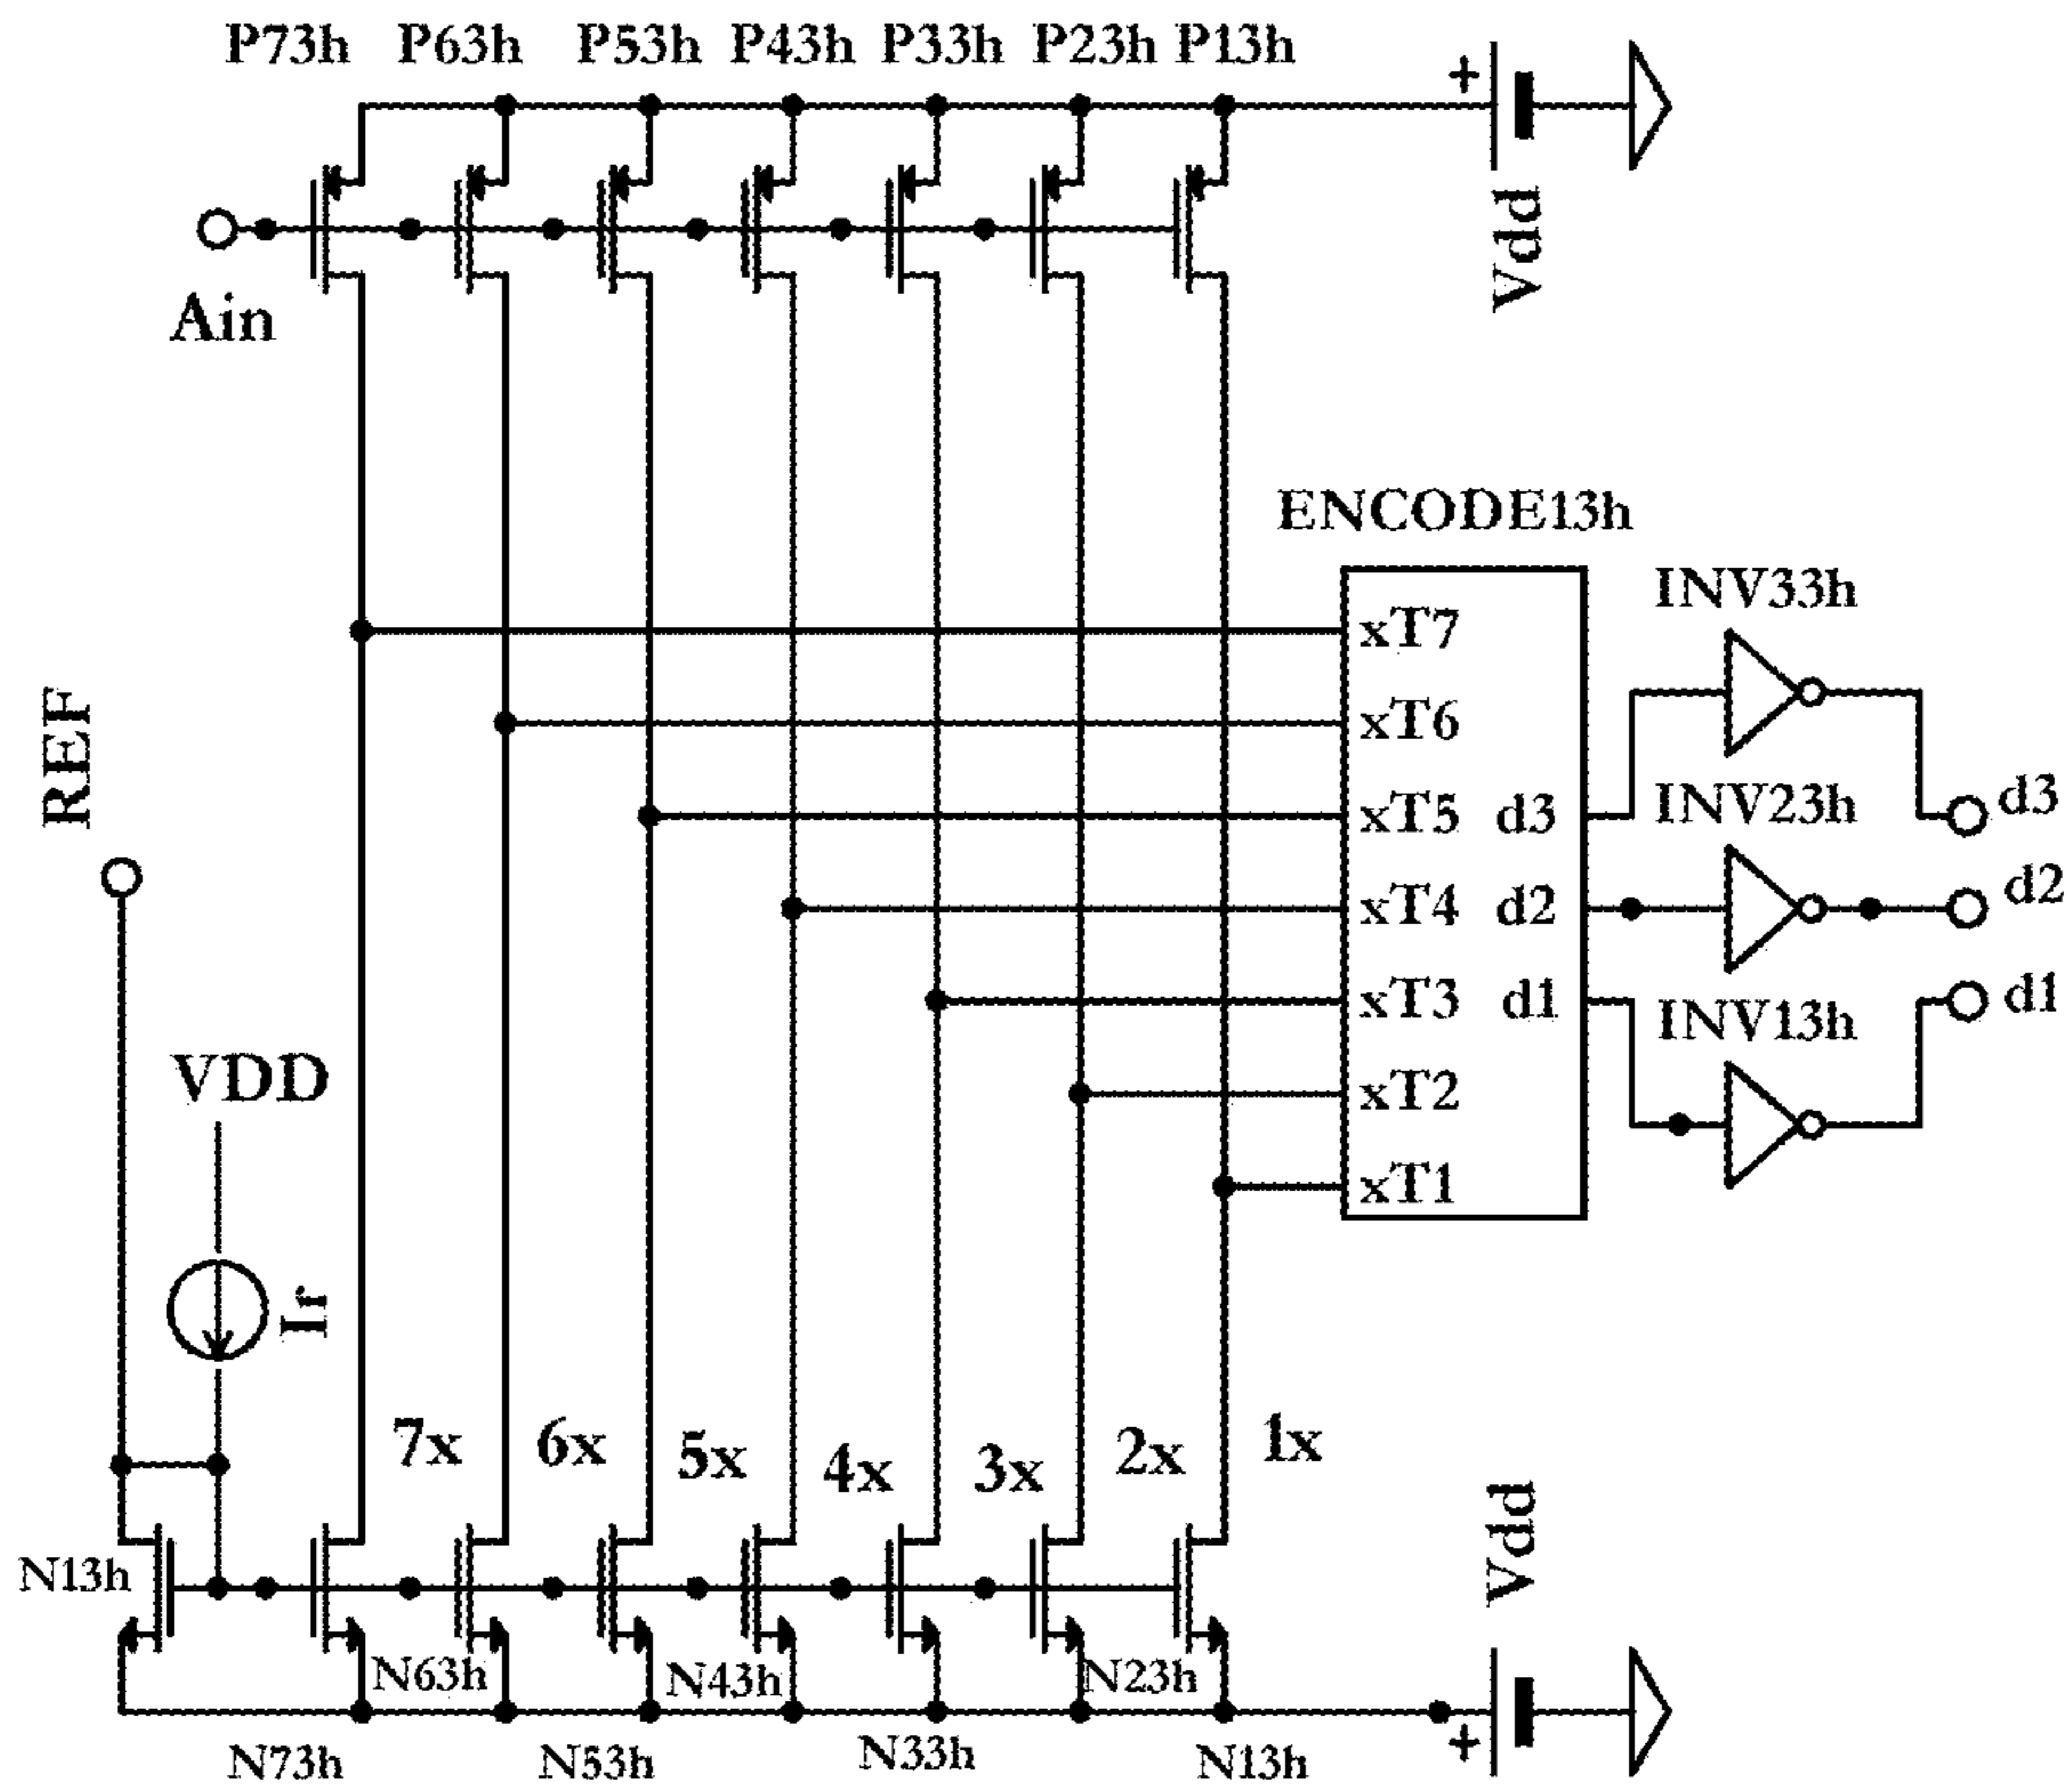 P73h P63h P53h P43h P33h P23h P13h
+
Vdd
Ain
ENCODE13h
INV33h
xT7
xT6
REF
INV23h
xT5 d3
d3
xT4 d2
d2
xT3 d1
d1
INV13h
VDD
xT2
xT1
Ir
7x 6x 5x 4x 3x 2x 1x
Vdd
N13h
N63h N43h N23h
+
N73h N53h N33h N13h